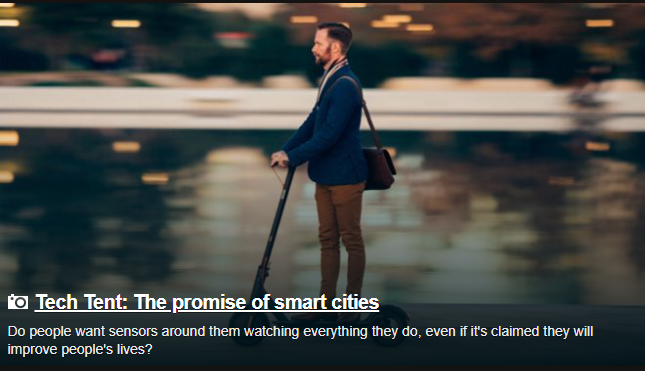 Tech Tent: The promise of smart cities
Do people want sensors around them watching everything they do, even if it's claimed they will
improve people's lives?